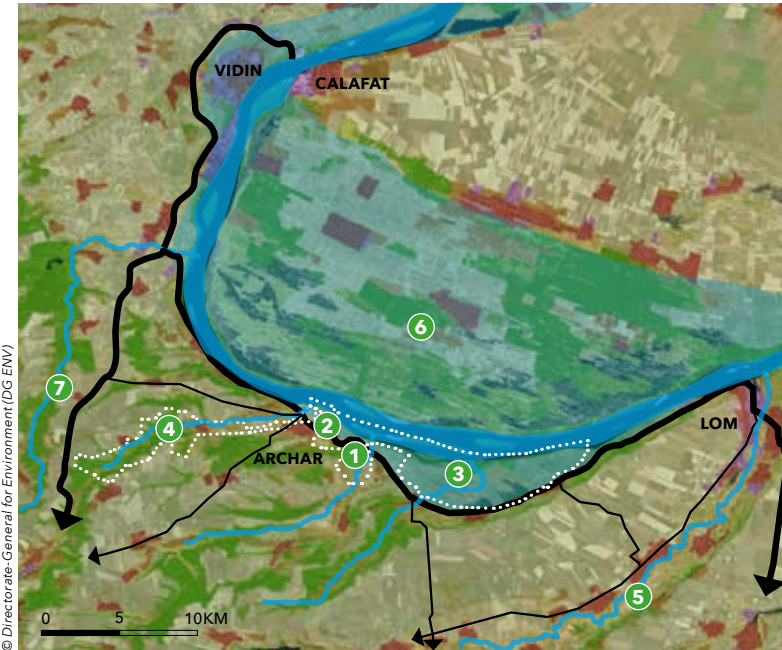 VIDIN
CALAFAT
6
7
4
2
ARCHAR
1
3
LOM
5
0 5 10KM
© Directorate-General for Environment (DG ENV)